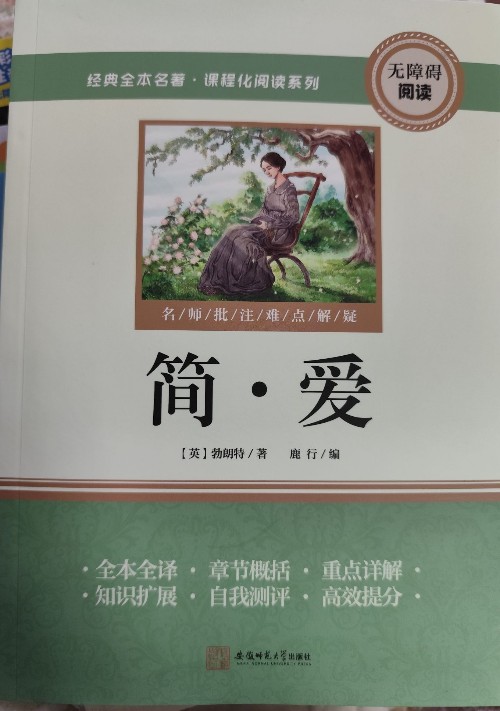 经典全本名著·课程化阅读系列
无障碍
阅读
名/师/批/注/难/点/解/疑
简·爱
【英】勃朗特/著 鹿行/编
·全本全译·章节概括·重点详解·
·知识扩展·自我测评·高效提分·
安徽师范大学出版社